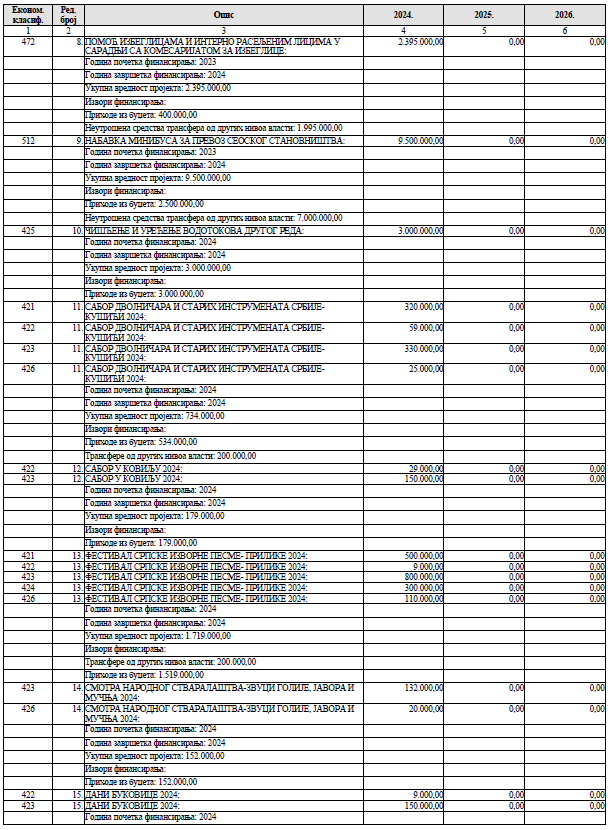 Економ. класиф. Ред. број Опис 2024. 2025. 2026.
1 2 3 4 5 6
472 8. ПОМОЋ ИЗБЕГЛИЦАМА И ИНТЕРНО РАСЕЉЕНИМ ЛИЦИМА У 2.395.000,00 0,00 0,00
САРАДЊИ СА КОМЕСАРИЈАТОМ ЗА ИЗБЕГЛИЦЕ:
Година почетка финансирања: 2023
Година завршетка финансирања: 2024
Укупна вредност пројекта: 2.395.000,00
Извори финансирања:
Приходе из буџета: 400.000,00
Неутрошена средства трансфера од других нивоа власти: 1.995.000,00
512 9. НАБАВКА МИНИБУСА ЗА ПРЕВОЗ СЕОСКОГ СТАНОВНИШТВА: 9.500.000,00 0,00 0,00
Година почетка финансирања: 2023
Година завршетка финансирања: 2024
Укупна вредност пројекта: 9.500.000,00
Извори финансирања:
Приходе из буџета: 2.500.000,00
Неутрошена средства трансфера од других нивоа власти: 7.000.000,00
425 10. ЧИШЉЕЊЕ И УРЕЂЕЊЕ ВОДОТОКОВА ДРУГОГ РЕДА: 3.000.000,00 0,00 0,00
Година почетка финансирања: 2024
Година завршетка финансирања: 2024
Укупна вредност пројекта: 3.000.000,00
Извори финансирања:
Приходе из буџета: 3.000.000,00
421 11. САБОР ДВОЈНИЧАРА И СТАРИХ ИНСТРУМЕНАТА СРБИЈЕ- 320.000,00 0,00 0,00
КУШИЋИ 2024:
422 11. САБОР ДВОЈНИЧАРА И СТАРИХ ИНСТРУМЕНАТА СРБИЈЕ- 59.000,00 0,00 0,00
КУШИЋИ 2024:
423 11. САБОР ДВОЈНИЧАРА И СТАРИХ ИНСТРУМЕНАТА СРБИЈЕ- 330.000,00 0,00 0,00
КУШИЋИ 2024:
426 11. САБОР ДВОЈНИЧАРА И СТАРИХ ИНСТРУМЕНАТА СРБИЈЕ- 25.000,00 0,00 0,00
КУШИЋИ 2024:
Година почетка финансирања: 2024
Година завршетка финансирања: 2024
Укупна вредност пројекта: 734.000,00
Извори финансирања:
Приходе из буџета: 534.000,00
Трансфере од других нивоа власти: 200.000,00
422 12. САБОР У КОВИЉУ 2024: 29.000,00 0,00 0,00
423 12. САБОР У КОВИЉУ 2024: 150.000,00 0,00 0,00
Година почетка финансирања: 2024
Година завршетка финансирања: 2024
Укупна вредност пројекта: 179.000,00
Извори финансирања:
Приходе из буџета: 179.000,00
421 13. ФЕСТИВАЛ СРПСКЕ ИЗВОРНЕ ПЕСМЕ- ПРИЛИКЕ 2024: 500.000,00 0,00 0,00
422 13. ФЕСТИВАЛ СРПСКЕ ИЗВОРНЕ ПЕСМЕ- ПРИЛИКЕ 2024: 9.000,00 0,00 0,00
423 13. ФЕСТИВАЛ СРПСКЕ ИЗВОРНЕ ПЕСМЕ- ПРИЛИКЕ 2024: 800.000,00 0,00 0,00
424 13. ФЕСТИВАЛ СРПСКЕ ИЗВОРНЕ ПЕСМЕ- ПРИЛИКЕ 2024: 300.000,00 0,00 0,00
426 13. ФЕСТИВАЛ СРПСКЕ ИЗВОРНЕ ПЕСМЕ- ПРИЛИКЕ 2024: 110.000,00 0,00 0,00
Година почетка финансирања: 2024
Година завршетка финансирања: 2024
Укупна вредност пројекта: 1.719.000,00
Извори финансирања:
Трансфере од других нивоа власти: 200.000,00
Приходе из буџета: 1.519.000,00
423 14. СМОТРА НАРОДНОГ СТВАРАЛАШТВА-ЗВУЦИ ГОЛИЈЕ, ЈАВОРА И 132.000,00 0,00 0,00
МУЧЊА 2024:
426 14. СМОТРА НАРОДНОГ СТВАРАЛАШТВА-ЗВУЦИ ГОЛИЈЕ, ЈАВОРА И 20.000,00 0,00 0,00
МУЧЊА 2024:
Година почетка финансирања: 2024
Година завршетка финансирања: 2024
Укупна вредност пројекта: 152.000,00
Извори финансирања:
Приходе из буџета: 152.000,00
422 15. ДАНИ БУКОВИЦЕ 2024: 9.000,00 0,00 0,00
423 15. ДАНИ БУКОВИЦЕ 2024: 150.000,00 0,00 0,00
Година почетка финансирања: 2024